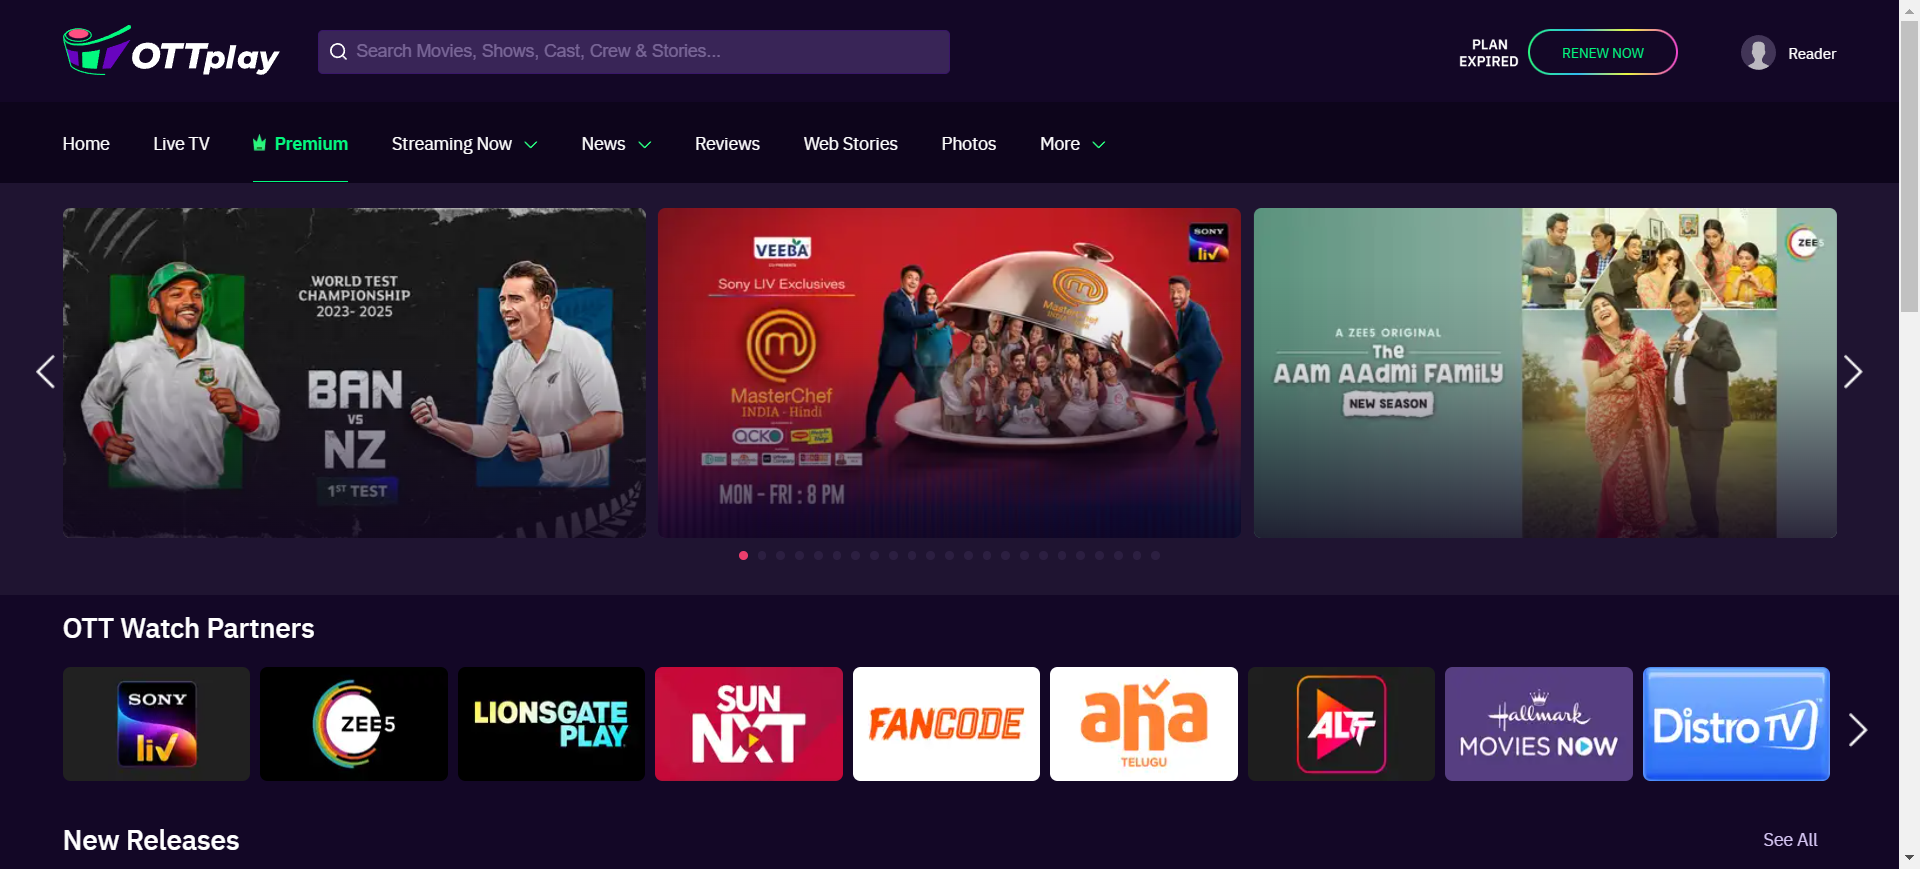 OTTplay
Search Movies, Shows, Cast, Crew & Stories...
PLAN
EXPIRED
RENEW NOW
Reader
Home
Live TV
Premium
Streaming Now
News
Reviews
Web Stories
Photos
More
WORLD TEST
CHAMPIONSHIP
2023- 2025
BAN
VS
NZ
1ST TEST
VEEBA
CO-PRESENTS
Sony LIV Exclusives
MasterChef
INDIA - Hindi
ACKO
MON - FRI : 8 PM
MasterChef
SONY
liv
A ZEE5 ORIGINAL
The
AAM AADMI FAMILY
NEW SEASON
ZEE5
OTT Watch Partners
SONY
liv
ZEE5
LIONSGATE
PLAY
SUN
NXT
FANCODE
aha
TELUGU
ALTT
Hallmark
MOVIES NOW
Distro TV
New Releases
See All